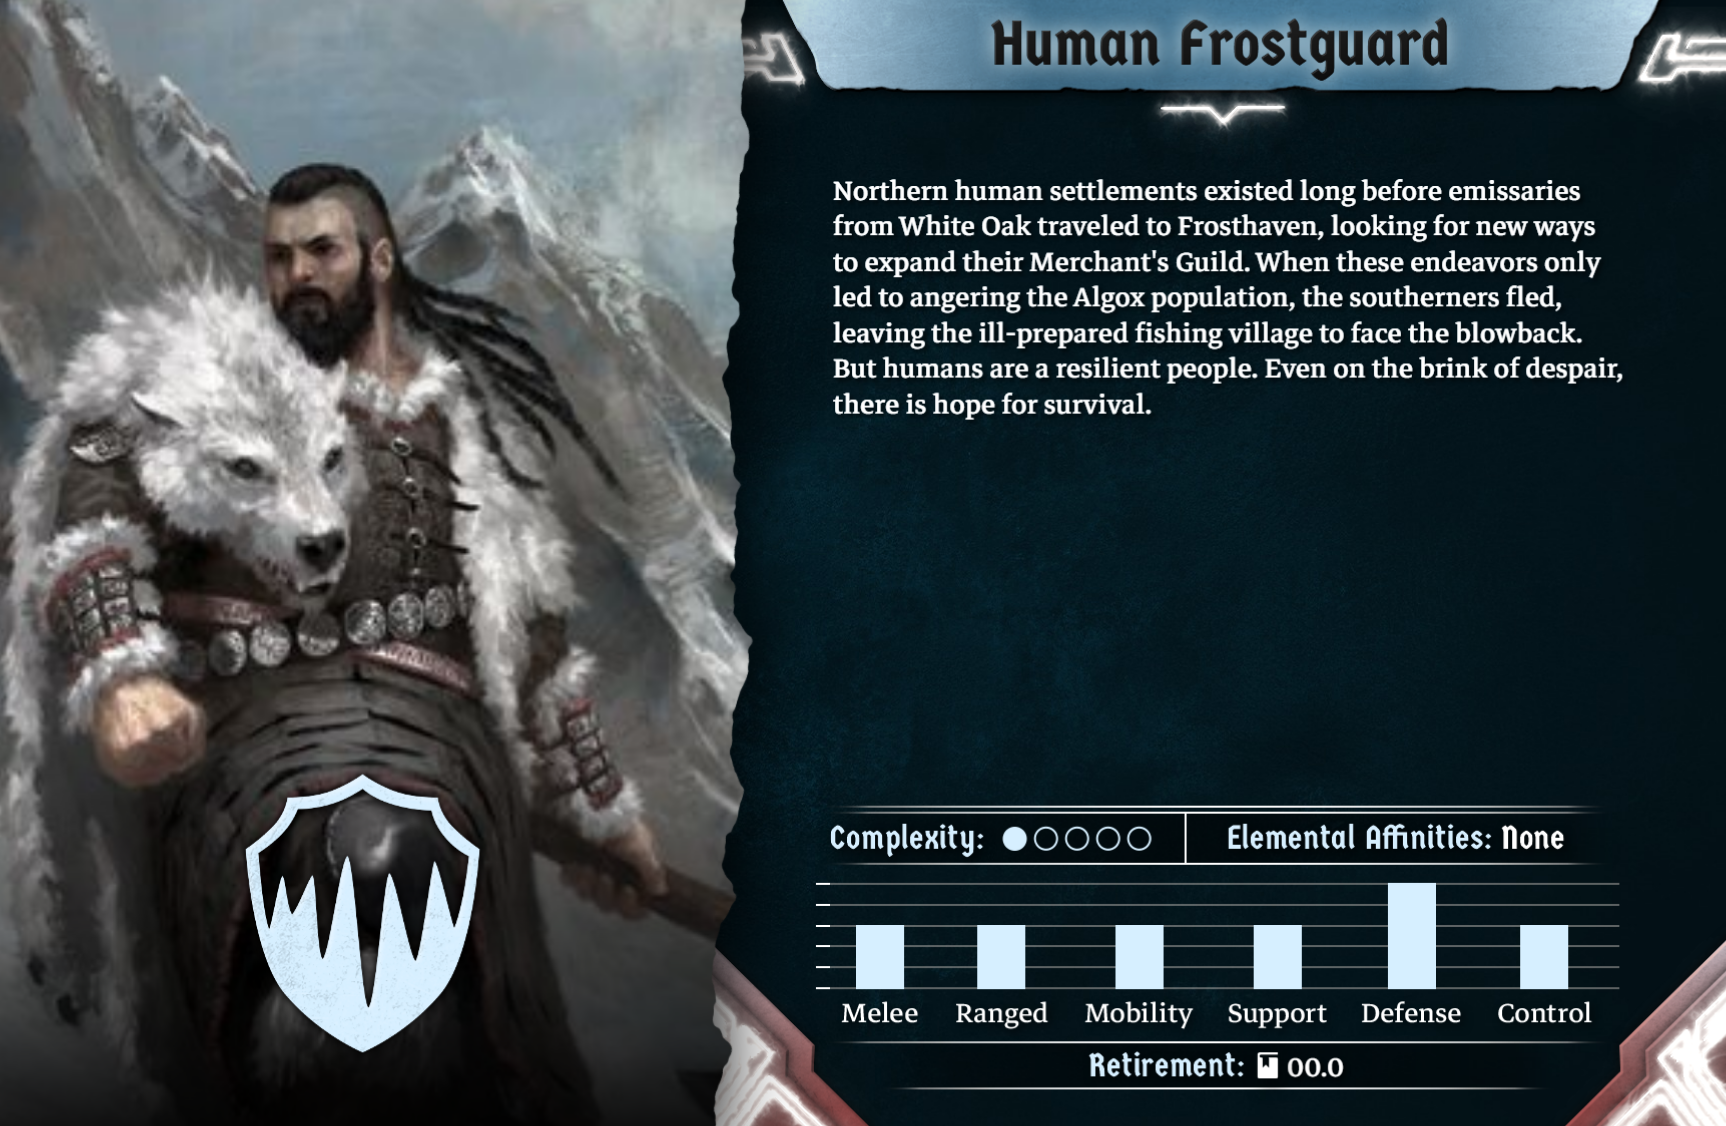 Human Frostguard
Northern human settlements existed long before emissaries
from White Oak traveled to Frosthaven, looking for new ways
to expand their Merchant's Guild. When these endeavors only
led to angering the Algox population, the southerners fled,
leaving the ill-prepared fishing village to face the blowback.
But humans are a resilient people. Even on the brink of despair,
there is hope for survival.
Complexity: Elemental Affinities: None
Melee Ranged Mobility Support Defense Control
Retirement: 00.0